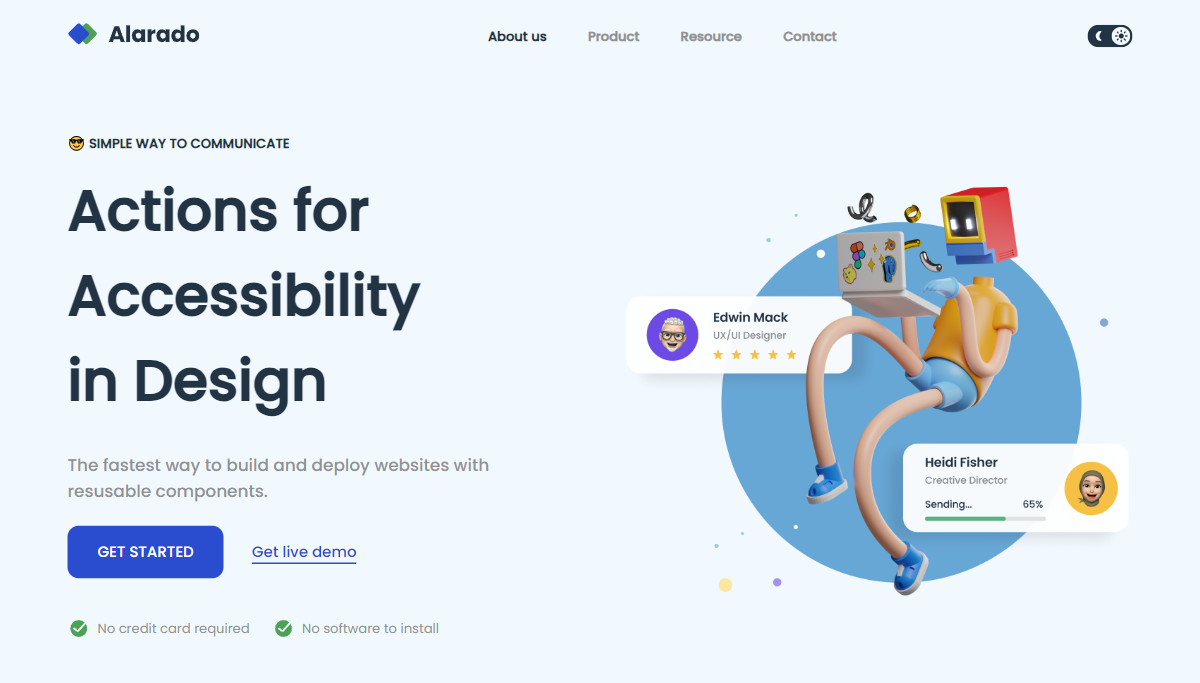 Alarado
About us
Product
Resource
Contact
SIMPLE WAY TO COMMUNICATE
Actions for
Accessibility
in Design
The fastest way to build and deploy websites with
resusable components.
GET STARTED
Get live demo
No credit card required
No software to install
Edwin Mack
UX/UI Designer
Heidi Fisher
Creative Director
Sending...
65%